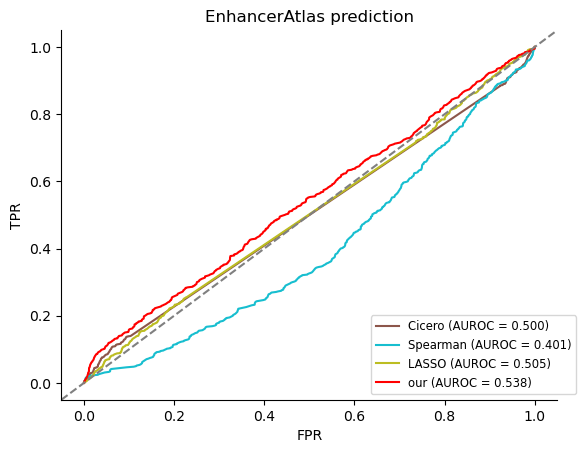 EnhancerAtlas prediction
TPR
1.0
0.8
0.6
0.4
0.2
0.0
0.0 0.2 0.4 0.6 0.8 1.0
FPR
Cicero (AUROC = 0.500)
Spearman (AUROC = 0.401)
LASSO (AUROC = 0.505)
our (AUROC = 0.538)